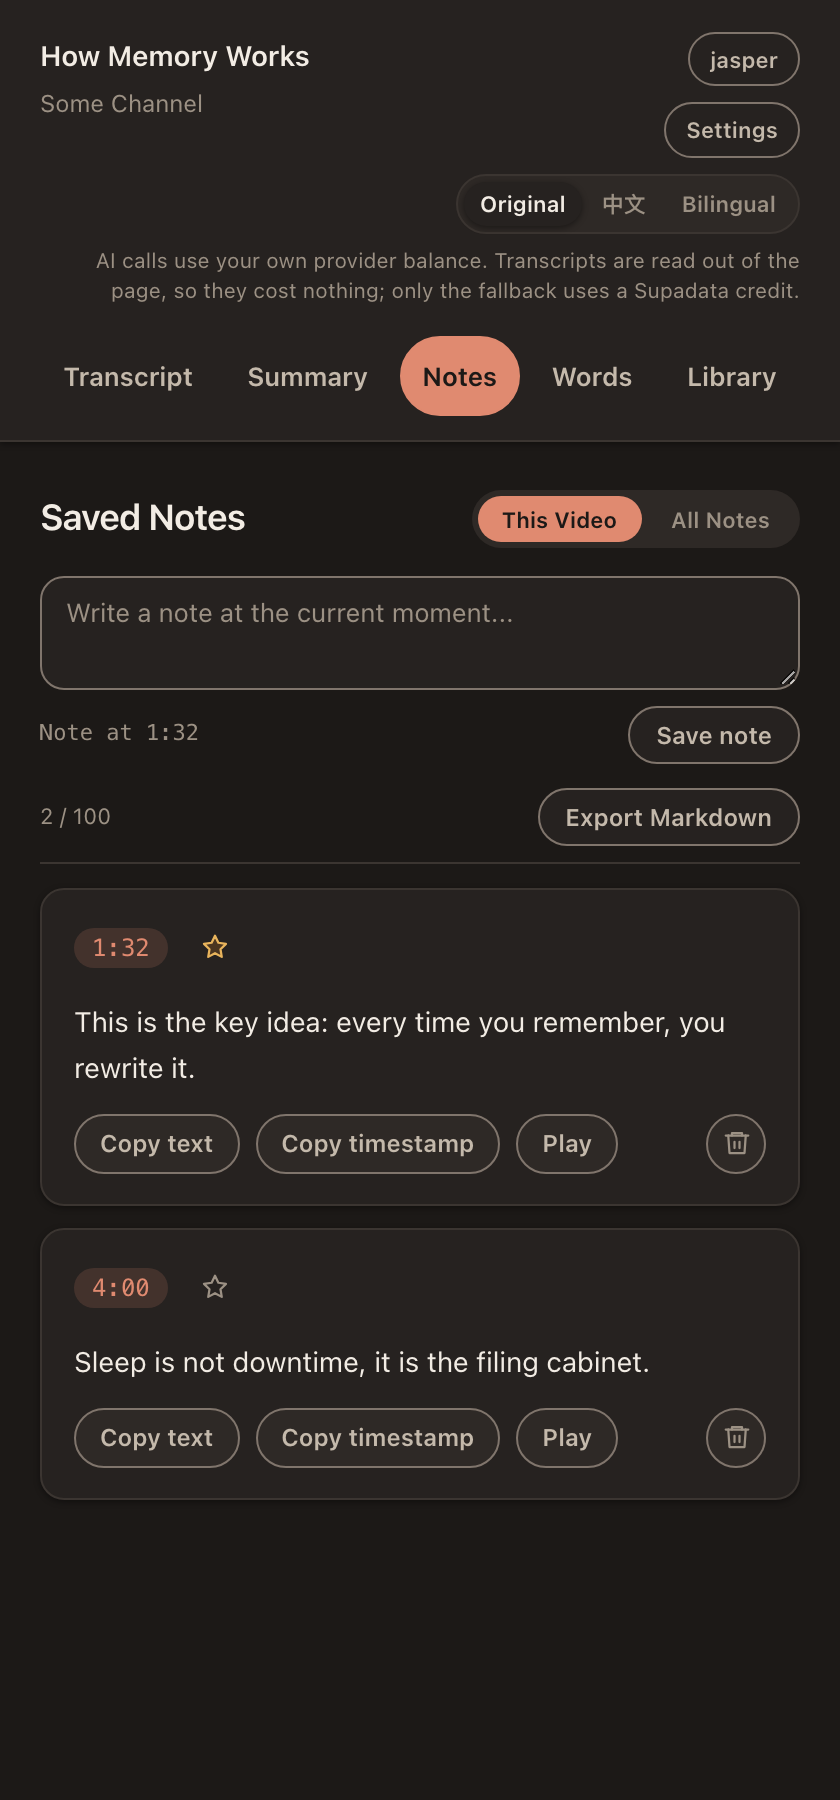 How Memory Works
jasper
Some Channel
Settings
Original 中文 Bilingual
AI calls use your own provider balance. Transcripts are read out of the
page, so they cost nothing; only the fallback uses a Supadata credit.
Transcript Summary Notes Words Library
Saved Notes
This Video All Notes
Write a note at the current moment...
Note at 1:32
Save note
2 / 100
Export Markdown
1:32
This is the key idea: every time you remember, you
rewrite it.
Copy text Copy timestamp Play
4:00
Sleep is not downtime, it is the filing cabinet.
Copy text Copy timestamp Play